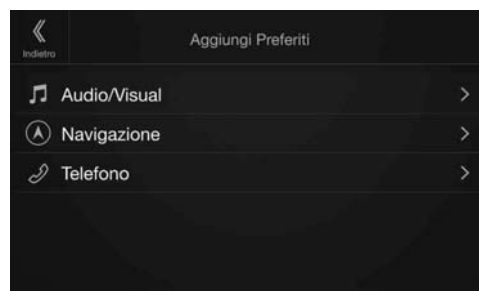 Indietro
Aggiungi Preferiti
Audio/Visual
Navigazione
Telefono